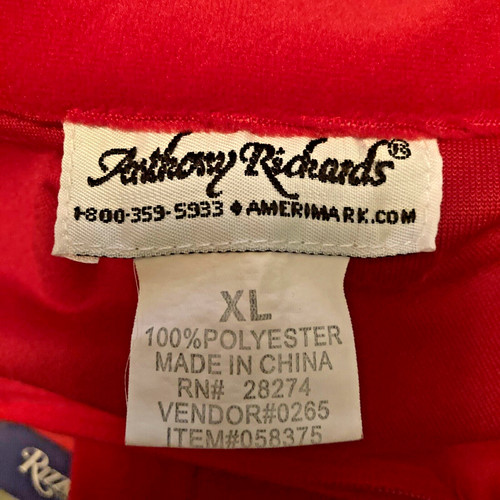 Anthony Richards®
1-800-359-5933 ♦ AMERIMARK.COM
XL
100%POLYESTER
MADE IN CHINA
RN# 28274
VENDOR#0265
ITEM#058375